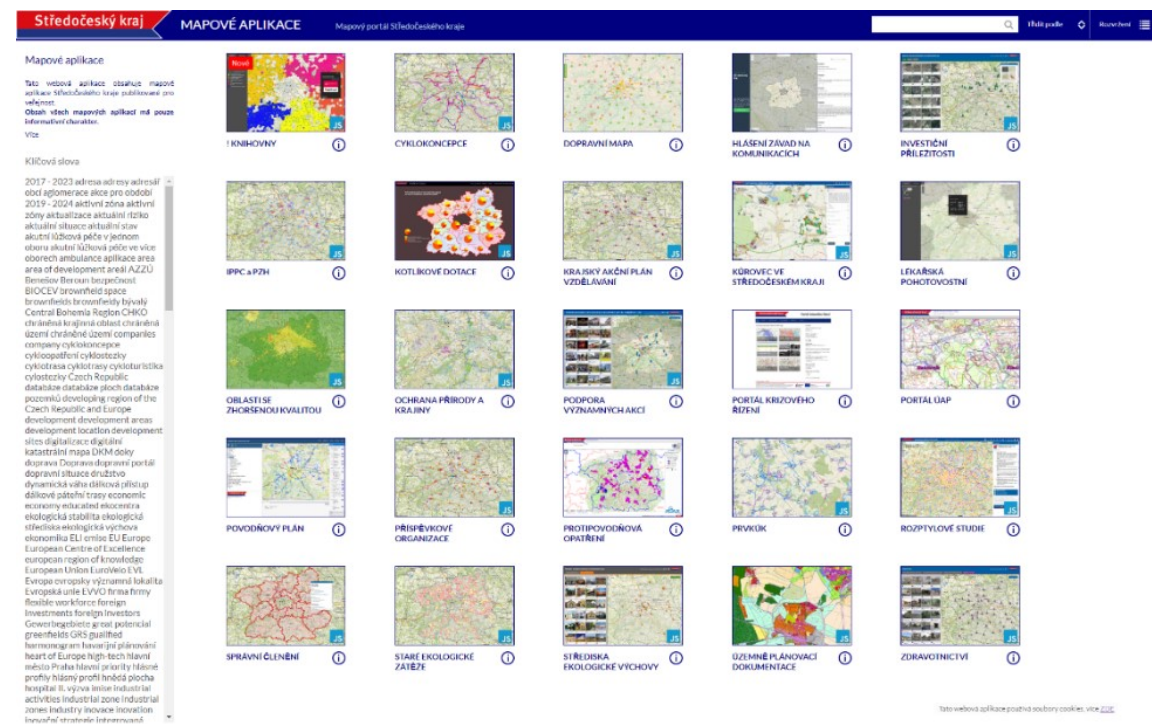 Středočeský kraj
MAPOVÉ APLIKACE
Mapový portál Středočeského kraje
Třídit podle
Rozvržení
Mapové aplikace
Tato webová aplikace obsahuje mapové
aplikace Středočeského kraje publikované pro
veřejnost.
Obsah všech mapových aplikací má pouze
informativní charakter.
Více
Klíčová slova
2017 - 2023 adresa adresy adresář
obcí aglomerace akce pro období
2019 - 2024 aktivní zóna aktivní
zóny aktualizace aktuální riziko
aktuální situace aktuální stav
akutní lůžková péče v jednom
oboru akutní lůžková péče ve více
oborech ambulance aplikace area
area of development areál AZZÚ
Benešov Beroun bezpečnost
BIOCEV brownfield space
brownfields brownfieldy bývalý
Central Bohemia Region CHKO
chráněná krajinná oblast chráněná
území chráněné území companies
company cyklokoncepce
cykloopatření cyklostezky
cyklotrasa cyklotrasy cykloturistika
cylostezky Czech Republic
databáze databáze ploch databáze
pozemků developing region of the
Czech Republic and Europe
development development areas
development location development
sites digitalizace digitální
katastrální mapa DKM doky
doprava Doprava dopravní portál
dopravní situace družstvo
dynamická váha dálková přístup
dálkové páteřní trasy economic
economy educated ekocentra
ekologická stabilita ekologická
střediska ekologická výchova
ekonomika ELI emise EU Europe
European Centre of Excellence
european region of knowledge
European Union EuroVelo EVL
Evropa evropsky významná lokalita
Evropská unie EVVO firma firmy
flexible workforce foreign
investments foreign investors
Gewerbegebiete great potencial
greenfields GRS gualified
harmonogram havarijní plánování
heart of Europe high-tech hlavní
město Praha hlavní priority hlásné
profily hlásný profil hnědá plocha
hospital II. výzva imise industrial
activities industrial zone industrial
zones industry inovace inovation
inovační strategie integrované
Nové
! KNIHOVNY
CYKLOKONCEPCE
DOPRAVNÍ MAPA
HLÁŠENÍ ZÁVAD NA
KOMUNIKACÍCH
INVESTIČNÍ
PŘÍLEŽITOSTI
IPPC a PZH
KOTLÍKOVÉ DOTACE
KRAJSKÝ AKČNÍ PLÁN
VZDĚLÁVÁNÍ
KŮROVEC VE
STŘEDOČESKÉM KRAJI
LÉKAŘSKÁ
POHOTOVOSTNÍ
OBLASTI SE
ZHORŠENOU KVALITOU
OCHRANA PŘÍRODY A
KRAJINY
PODPORA
VÝZNAMNÝCH AKCÍ
PORTÁL KRIZOVÉHO
ŘÍZENÍ
PORTÁL ÚAP
POVODŇOVÝ PLÁN
PŘÍSPĚVKOVÉ
ORGANIZACE
PROTIPOVODŇOVÁ
OPATŘENÍ
PRVKÚK
ROZPTYLOVÉ STUDIE
SPRÁVNÍ ČLENĚNÍ
STARÉ EKOLOGICKÉ
ZÁTĚŽE
STŘEDISKA
EKOLOGICKÉ VÝCHOVY
ÚZEMNĚ PLÁNOVACÍ
DOKUMENTACE
ZDRAVOTNICTVÍ
Tato webová aplikace používá soubory cookies, více ZDE.